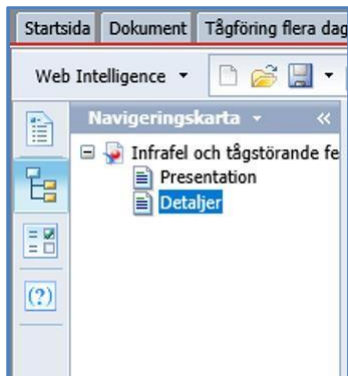 Startsida Dokument Tågföring flera dag
Web Intelligence
Navigeringskarta
Infrafel och tågstörande fe
Presentation
Detaljer
(?)